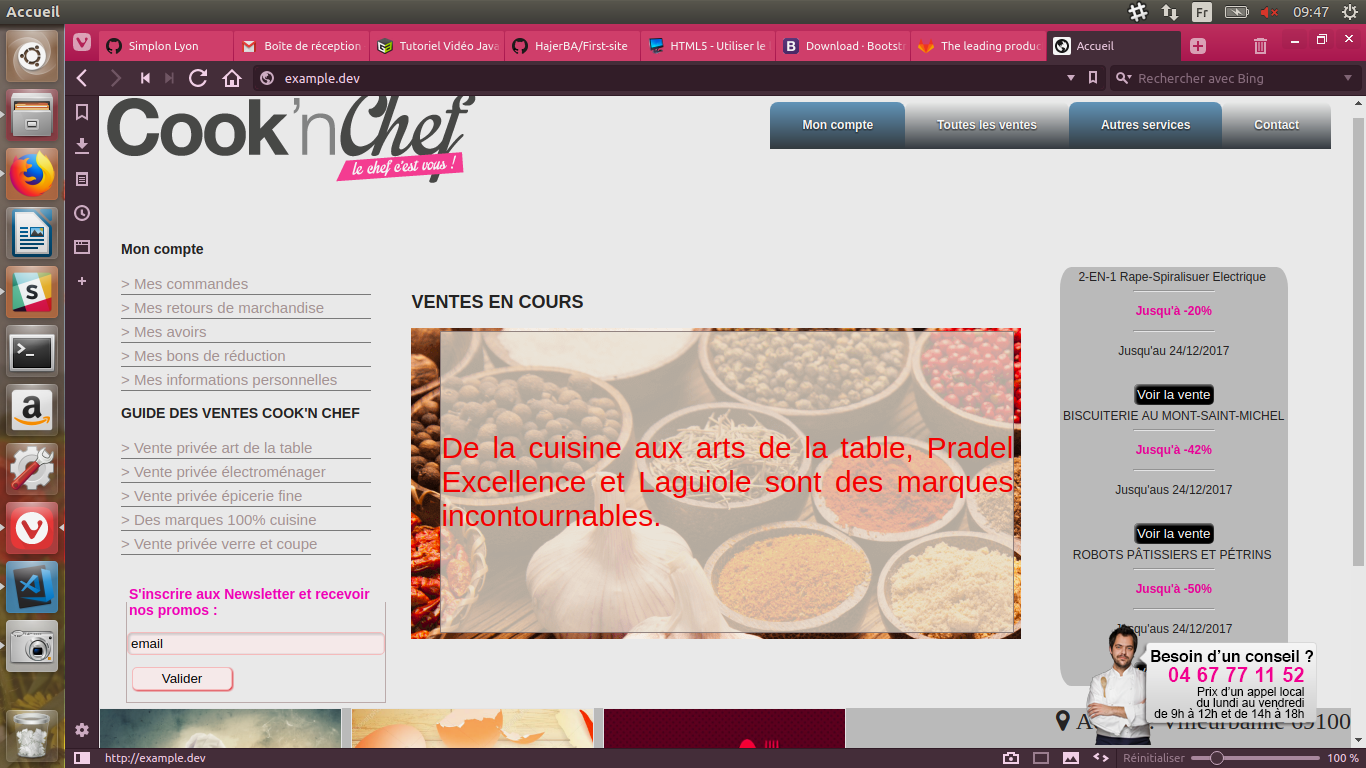 Accueil
Fr
09:47
Simplon Lyon
Boîte de réception
Tutoriel Vidéo Java
HajerBA/First-site
HTML5 - Utiliser le
Download · Bootst
The leading produc
Accueil
example.dev
Rechercher avec Bing
Cook'nChef
le chef c'est vous !
Mon compte
Toutes les ventes
Autres services
Contact
Mon compte
> Mes commandes
> Mes retours de marchandise
> Mes avoirs
> Mes bons de réduction
> Mes informations personnelles
GUIDE DES VENTES COOK'N CHEF
> Vente privée art de la table
> Vente privée électroménager
> Vente privée épicerie fine
> Des marques 100% cuisine
> Vente privée verre et coupe
S'inscrire aux Newsletter et recevoir
nos promos :
email
Valider
VENTES EN COURS
De la cuisine aux arts de la table, Pradel
Excellence et Laguiole sont des marques
incontournables.
2-EN-1 Rape-Spiralisuer Electrique
Jusqu'à -20%
Jusqu'au 24/12/2017
Voir la vente
BISCUITERIE AU MONT-SAINT-MICHEL
Jusqu'à -42%
Jusqu'aus 24/12/2017
Voir la vente
ROBOTS PÂTISSIERS ET PÉTRINS
Jusqu'à -50%
Jusqu'aus 24/12/2017
Besoin d'un conseil ?
04 67 77 11 52
Prix d'un appel local
du lundi au vendredi
de 9h à 12h et de 14h à 18h
Villeurbanne 69100
http://example.dev
Réinitialiser
100 %